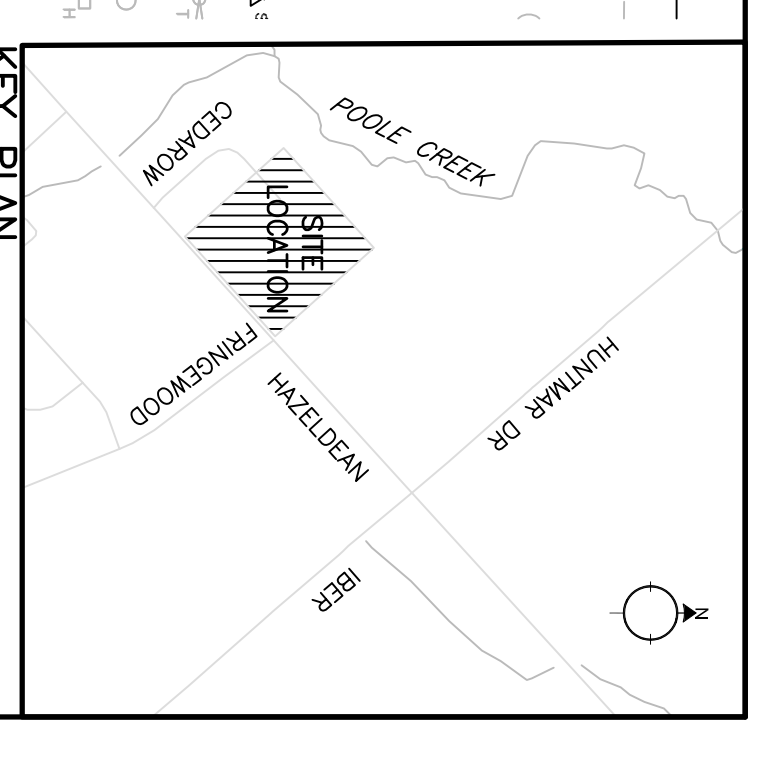 POOLE CREEK
CEDAROW
SITE
LOCATION
FRINGEWOOD
HAZELDEAN
HUNTMAR DR
IBER
N
KEY PLAN